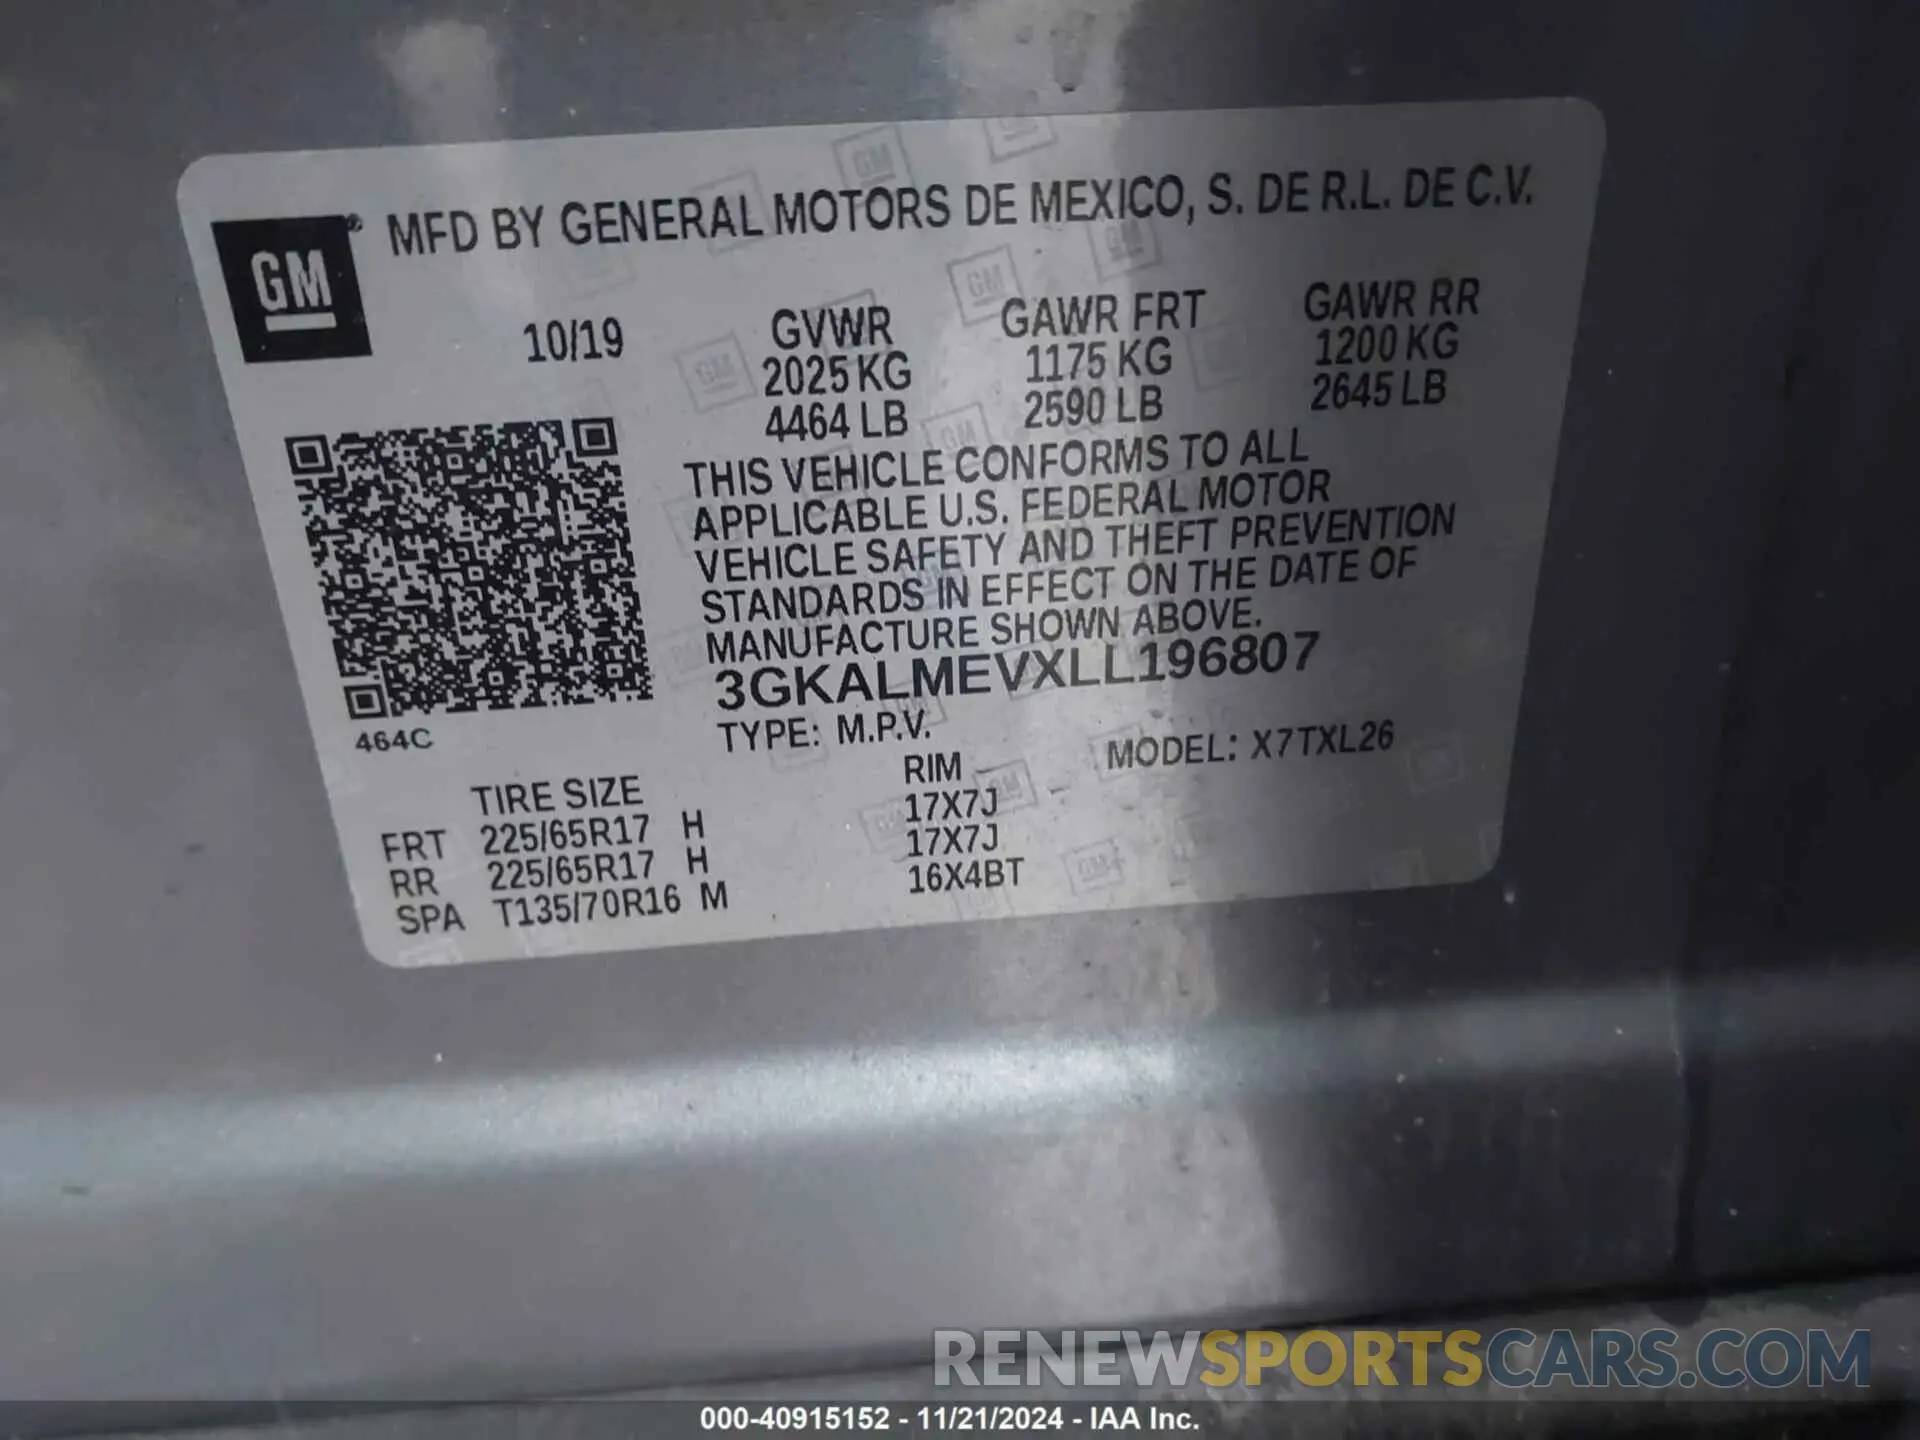 GM® MFD BY GENERAL MOTORS DE MEXICO, S. DE R.L. DE C.V.
10/19
GVWR GAWR FRT GAWR RR
2025 KG 1175 KG 1200 KG
4464 LB 2590 LB 2645 LB
THIS VEHICLE CONFORMS TO ALL
APPLICABLE U.S. FEDERAL MOTOR
VEHICLE SAFETY AND THEFT PREVENTION
STANDARDS IN EFFECT ON THE DATE OF
MANUFACTURE SHOWN ABOVE.
3GKALMEVXLL196807
464C
TYPE: M.P.V. MODEL: X7TXL26
TIRE SIZE RIM
FRT 225/65R17 H 17X7J
RR 225/65R17 H 17X7J
SPA T135/70R16 M 16X4BT
RENEWSPORTSCARS.COM
000-40915152 - 11/21/2024 - IAA Inc.